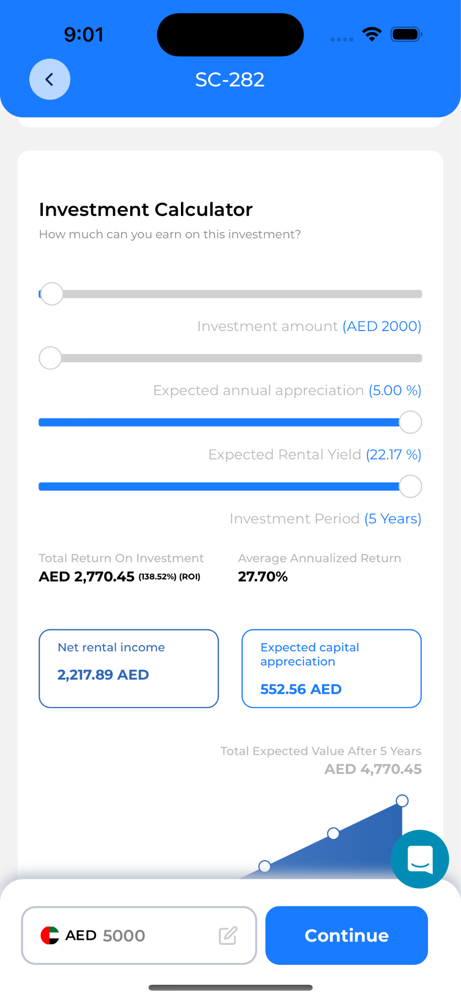 9:01
SC-282
Investment Calculator
How much can you earn on this investment?
Investment amount (AED 2000)
Expected annual appreciation (5.00 %)
Expected Rental Yield (22.17 %)
Investment Period (5 Years)
Total Return On Investment
AED 2,770.45 (138.52%) (ROI)
Average Annualized Return
27.70%
Net rental income
2,217.89 AED
Expected capital
appreciation
552.56 AED
Total Expected Value After 5 Years
AED 4,770.45
AED 5000
Continue